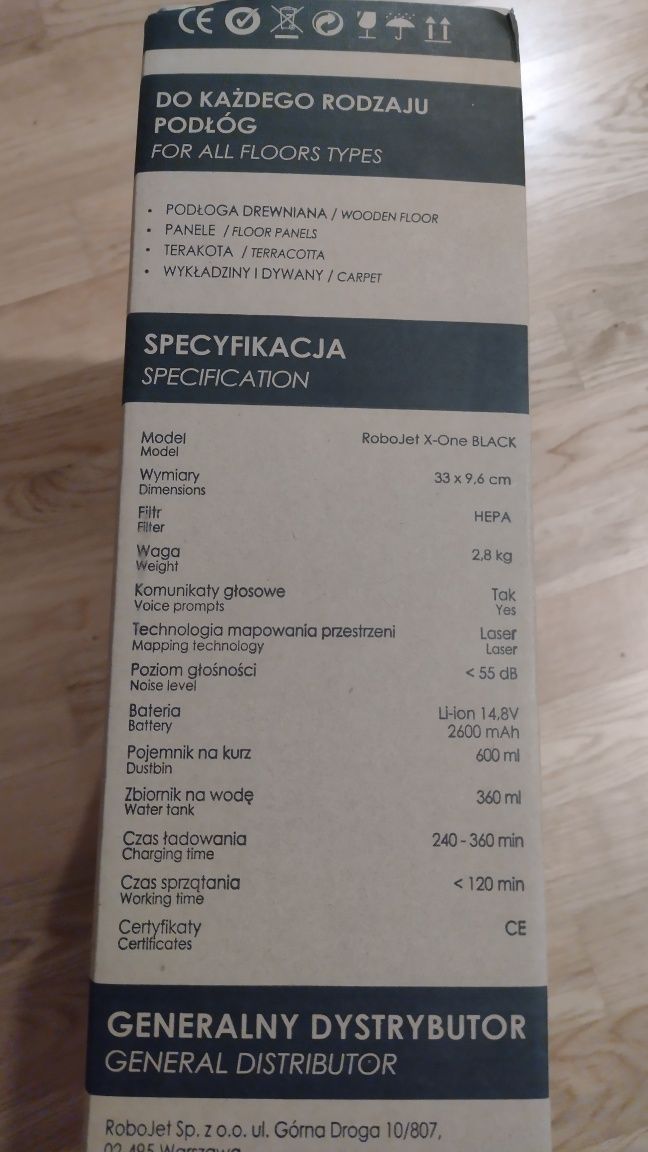 CE
DO KAŻDEGO RODZAJU
PODŁÓG
FOR ALL FLOORS TYPES
• PODŁOGA DREWNIANA / WOODEN FLOOR
• PANELE / FLOOR PANELS
• TERAKOTA / TERRACOTTA
• WYKŁADZINY I DYWANY / CARPET
SPECYFIKACJA
SPECIFICATION
Model RoboJet X-One BLACK
Model
Wymiary 33 x 9,6 cm
Dimensions
Filtr HEPA
Filter
Waga 2,8 kg
Weight
Komunikaty głosowe Tak
Voice prompts Yes
Technologia mapowania przestrzeni Laser
Mapping technology Laser
Poziom głośności < 55 dB
Noise level
Bateria Li-ion 14,8V
Battery 2600 mAh
Pojemnik na kurz 600 ml
Dustbin
Zbiornik na wodę 360 ml
Water tank
Czas ładowania 240 - 360 min
Charging time
Czas sprzątania < 120 min
Working time
Certyfikaty CE
Certificates
GENERALNY DYSTRYBUTOR
GENERAL DISTRIBUTOR
RoboJet Sp. z o.o. ul. Górna Droga 10/807,
02-495 Warszawa